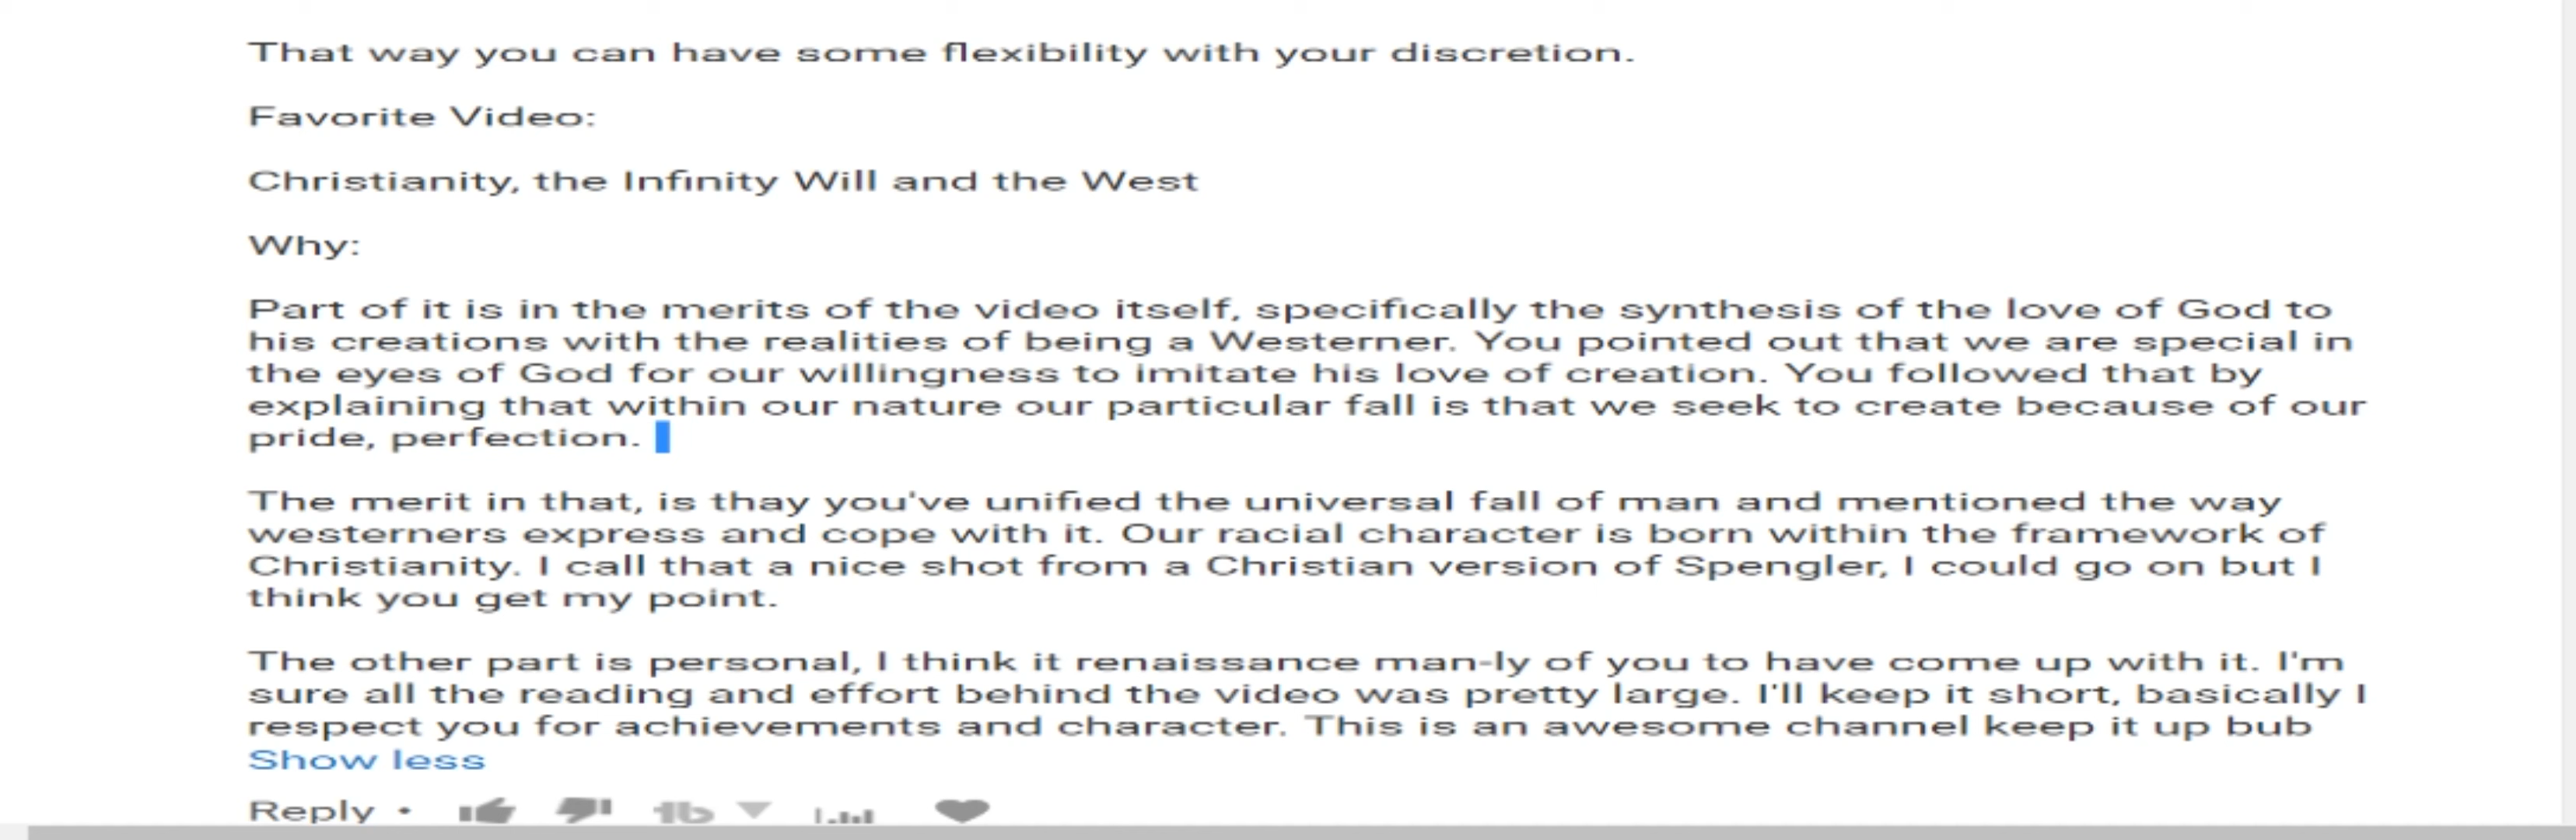 That way you can have some flexibility with your discretion.
Favorite Video:
Christianity, the Infinity Will and the West
Why:
Part of it is in the merits of the video itself, specifically the synthesis of the love of God to
his creations with the realities of being a Westerner. You pointed out that we are special in
the eyes of God for our willingness to imitate his love of creation. You followed that by
explaining that within our nature our particular fall is that we seek to create because of our
pride, perfection.
The merit in that, is thay you've unified the universal fall of man and mentioned the way
westerners express and cope with it. Our racial character is born within the framework of
Christianity. I call that a nice shot from a Christian version of Spengler, I could go on but I
think you get my point.
The other part is personal, I think it renaissance man-ly of you to have come up with it. I'm
sure all the reading and effort behind the video was pretty large. I'll keep it short, basically I
respect you for achievements and character. This is an awesome channel keep it up bub
Show less
Reply •